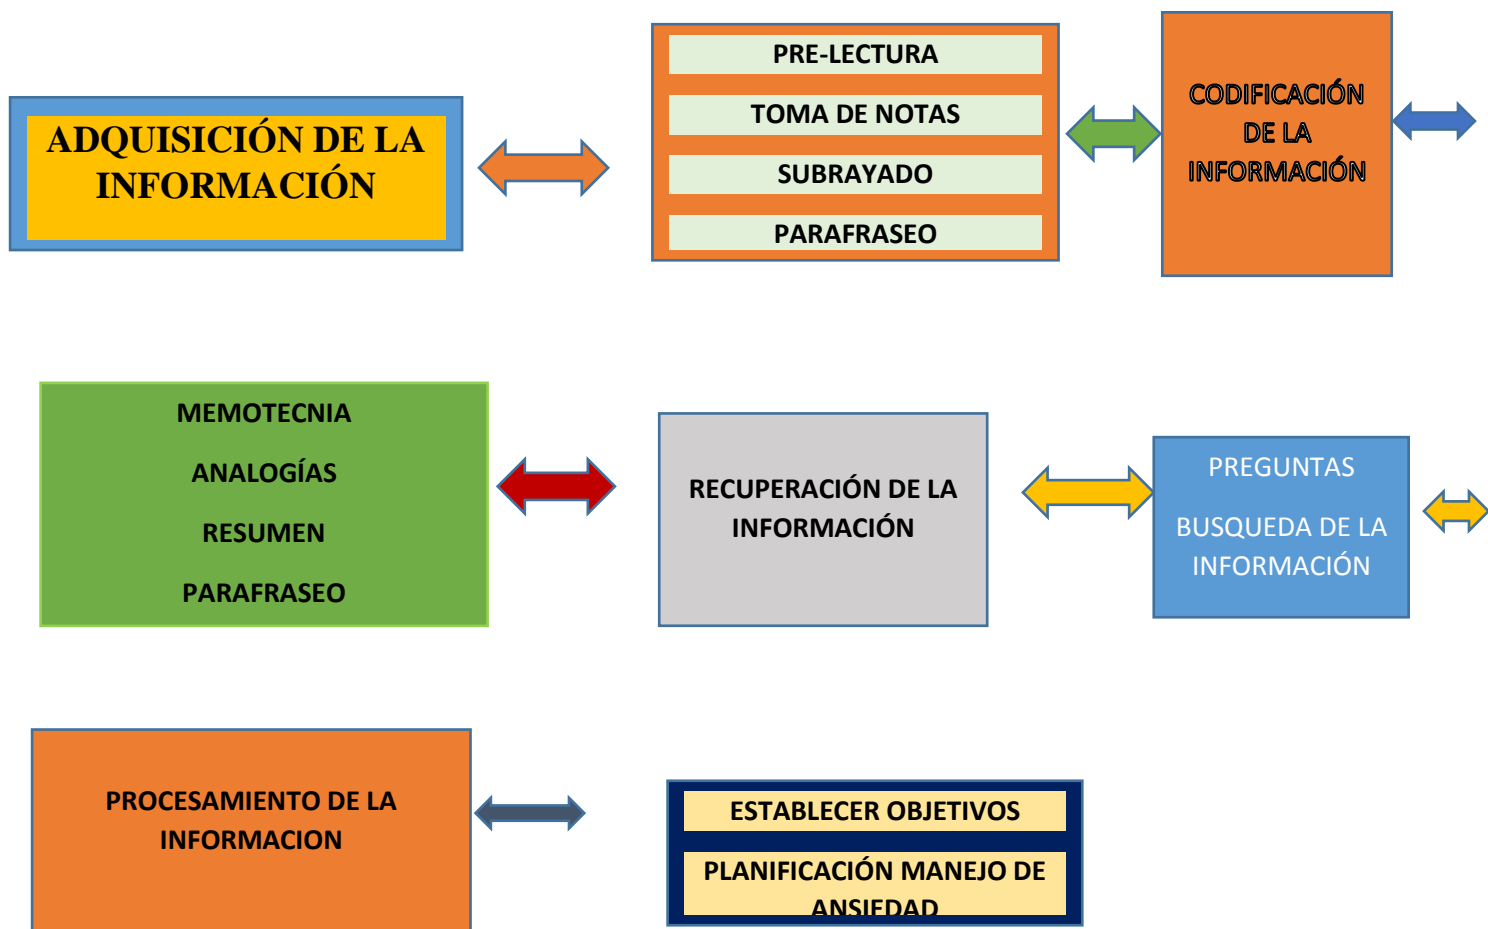 ADQUISICIÓN DE LA
INFORMACIÓN
PRE-LECTURA
TOMA DE NOTAS
SUBRAYADO
PARAFRASEO
CODIFICACIÓN
DE LA
INFORMACIÓN
MEMOTECNIA
ANALOGÍAS
RESUMEN
PARAFRASEO
RECUPERACIÓN DE LA
INFORMACIÓN
PREGUNTAS
BUSQUEDA DE LA
INFORMACIÓN
PROCESAMIENTO DE LA
INFORMACION
ESTABLECER OBJETIVOS
PLANIFICACIÓN MANEJO DE
ANSIEDAD